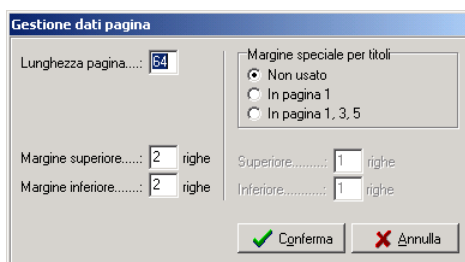 Gestione dati pagina
Lunghezza pagina....: 64
Margine speciale per titoli
Non usato
In pagina 1
In pagina 1, 3, 5
Margine superiore.....: 2 righe
Margine inferiore.......: 2 righe
Superiore.........: 1 righe
Inferiore...........: 1 righe
Conferma
Annulla